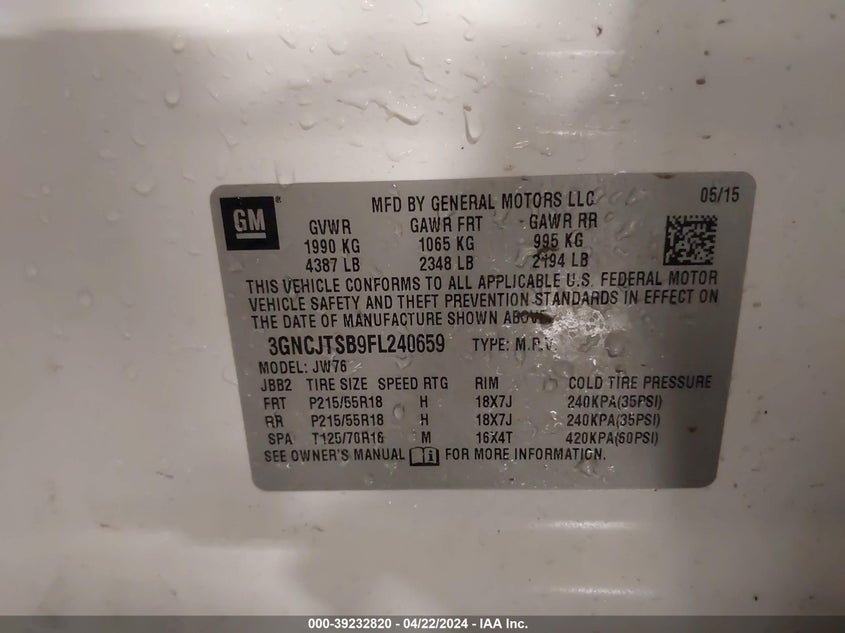 GM ®
MFD BY GENERAL MOTORS LLC 05/15
GVWR GAWR FRT GAWR RR
1990 KG 1065 KG 995 KG
4387 LB 2348 LB 2194 LB
THIS VEHICLE CONFORMS TO ALL APPLICABLE U.S. FEDERAL MOTOR
VEHICLE SAFETY AND THEFT PREVENTION STANDARDS IN EFFECT ON
THE DATE OF MANUFACTURE SHOWN ABOVE.
3GNCJTSB9FL240659 TYPE: M.P.V.
MODEL: JW76
JBB2 TIRE SIZE SPEED RTG RIM COLD TIRE PRESSURE
FRT P215/55R18 H 18X7J 240KPA(35PSI)
RR P215/55R18 H 18X7J 240KPA(35PSI)
SPA T125/70R16 M 16X4T 420KPA(60PSI)
SEE OWNER'S MANUAL FOR MORE INFORMATION.
000-39232820 - 04/22/2024 - IAA Inc.